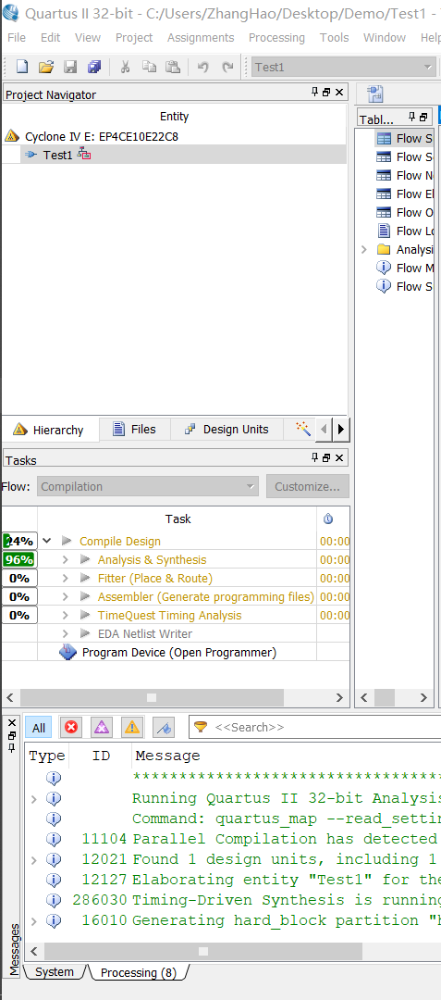 Quartus II 32-bit - C:/Users/ZhangHao/Desktop/Demo/Test1 -
File Edit View Project Assignments Processing Tools Window Help
Test1
Project Navigator
Entity
Cyclone IV E: EP4CE10E22C8
Test1
Hierarchy Files Design Units
Tabl...
Flow S
Flow S
Flow N
Flow El
Flow O
Flow Lo
Analysi
Flow M
Flow S
Tasks
Flow: Compilation Customize...
Task
24% Compile Design 00:00
96% Analysis & Synthesis 00:00
0% Fitter (Place & Route) 00:00
0% Assembler (Generate programming files) 00:00
0% TimeQuest Timing Analysis 00:00
EDA Netlist Writer
Program Device (Open Programmer)
All <<Search>>
Type ID Message
***********************************
Running Quartus II 32-bit Analysis
Command: quartus_map --read_settin
11104 Parallel Compilation has detected
12021 Found 1 design units, including 1
12127 Elaborating entity "Test1" for the
286030 Timing-Driven Synthesis is running
16010 Generating hard_block partition "h
Messages
System Processing (8)